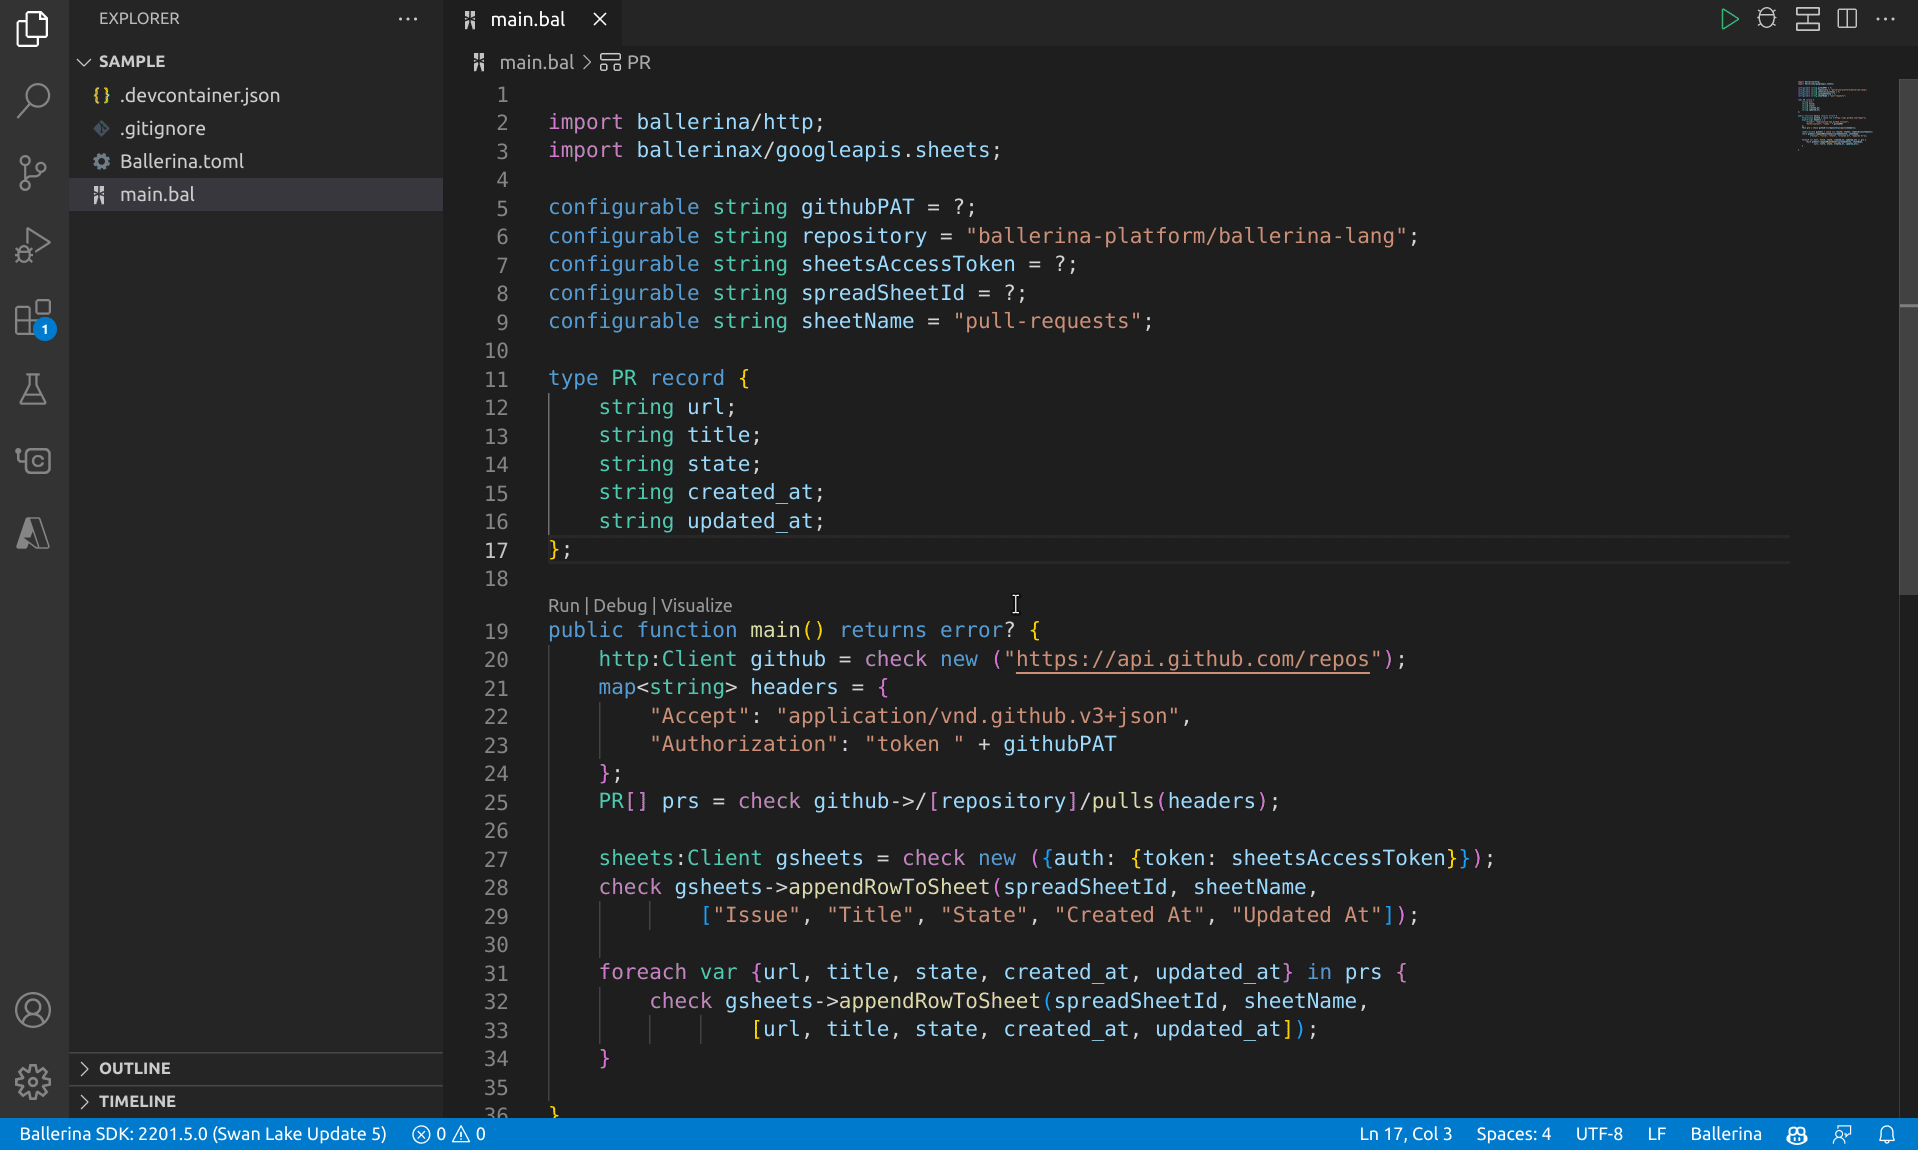 EXPLORER
SAMPLE
.devcontainer.json
.gitignore
Ballerina.toml
main.bal
OUTLINE
TIMELINE
1
main.bal
main.bal > PR
1
2 import ballerina/http;
3 import ballerinax/googleapis.sheets;
4
5 configurable string githubPAT = ?;
6 configurable string repository = "ballerina-platform/ballerina-lang";
7 configurable string sheetsAccessToken = ?;
8 configurable string spreadSheetId = ?;
9 configurable string sheetName = "pull-requests";
10
11 type PR record {
12     string url;
13     string title;
14     string state;
15     string created_at;
16     string updated_at;
17 };
18
Run | Debug | Visualize
19 public function main() returns error? {
20     http:Client github = check new ("https://api.github.com/repos");
21     map<string> headers = {
22         "Accept": "application/vnd.github.v3+json",
23         "Authorization": "token " + githubPAT
24     };
25     PR[] prs = check github->/[repository]/pulls(headers);
26
27     sheets:Client gsheets = check new ({auth: {token: sheetsAccessToken}});
28     check gsheets->appendRowToSheet(spreadSheetId, sheetName,
29             ["Issue", "Title", "State", "Created At", "Updated At"]);
30
31     foreach var {url, title, state, created_at, updated_at} in prs {
32         check gsheets->appendRowToSheet(spreadSheetId, sheetName,
33                 [url, title, state, created_at, updated_at]);
34     }
35
36 }
Ballerina SDK: 2201.5.0 (Swan Lake Update 5) 0 0 Ln 17, Col 3 Spaces: 4 UTF-8 LF Ballerina